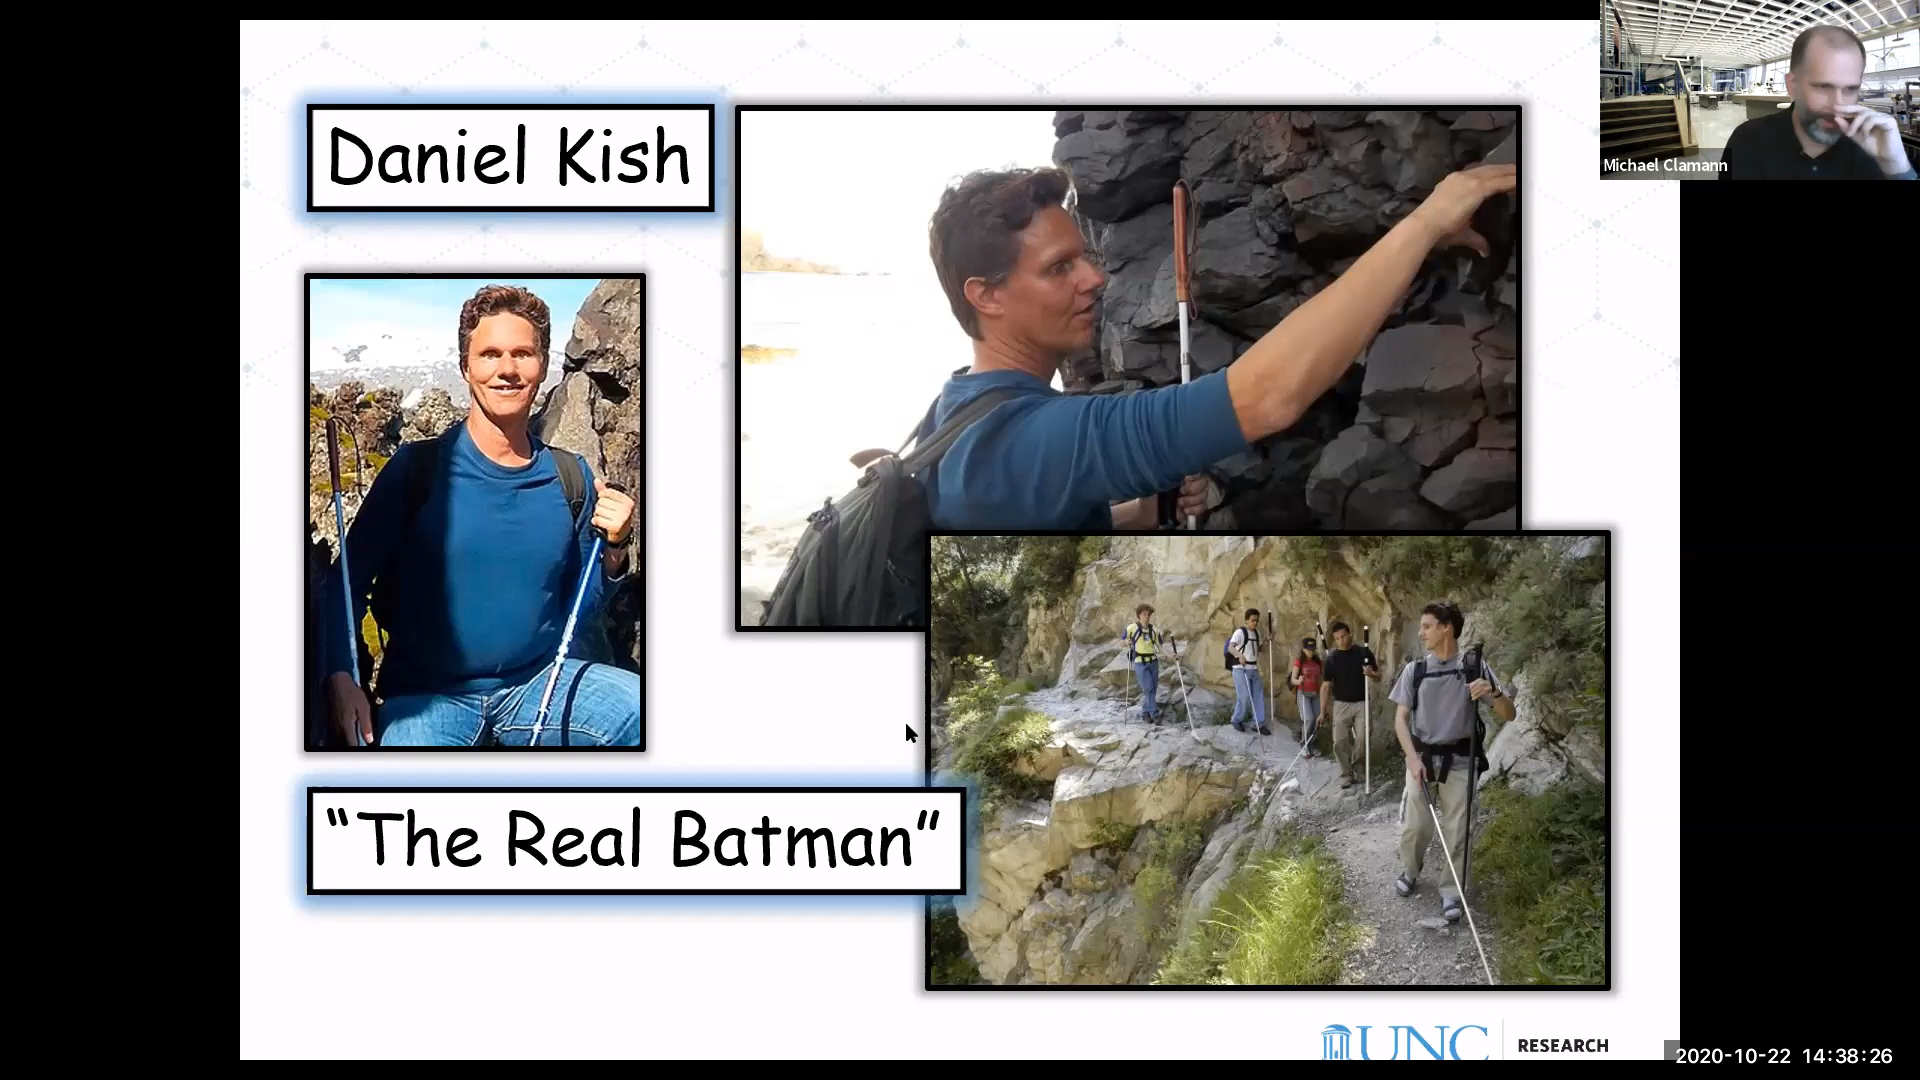 Daniel Kish
Michael Clamann
“The Real Batman”
UNC RESEARCH
2020-10-22 14:38:26